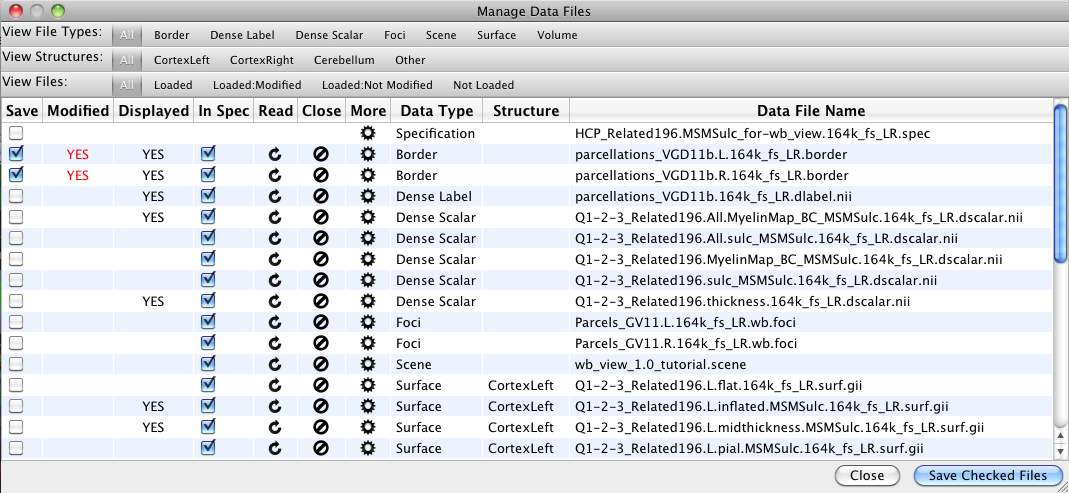 Manage Data Files
View File Types: All Border Dense Label Dense Scalar Foci Scene Surface Volume
View Structures: All CortexLeft CortexRight Cerebellum Other
View Files: All Loaded Loaded:Modified Loaded:Not Modified Not Loaded
Save Modified Displayed In Spec Read Close More Data Type Structure Data File Name
Specification HCP_Related196.MSMSulc_for-wb_view.164k_fs_LR.spec
YES YES Border parcellations_VGD11b.L.164k_fs_LR.border
YES YES Border parcellations_VGD11b.R.164k_fs_LR.border
YES Dense Label parcellations_VGD11b.164k_fs_LR.dlabel.nii
YES Dense Scalar Q1-2-3_Related196.All.MyelinMap_BC_MSMSulc.164k_fs_LR.dscalar.nii
Dense Scalar Q1-2-3_Related196.All.sulc_MSMSulc.164k_fs_LR.dscalar.nii
Dense Scalar Q1-2-3_Related196.MyelinMap_BC_MSMSulc.164k_fs_LR.dscalar.nii
Dense Scalar Q1-2-3_Related196.sulc_MSMSulc.164k_fs_LR.dscalar.nii
YES Dense Scalar Q1-2-3_Related196.thickness.164k_fs_LR.dscalar.nii
Foci Parcels_GV11.L.164k_fs_LR.wb.foci
Foci Parcels_GV11.R.164k_fs_LR.wb.foci
Scene wb_view_1.0_tutorial.scene
Surface CortexLeft Q1-2-3_Related196.L.flat.164k_fs_LR.surf.gii
YES Surface CortexLeft Q1-2-3_Related196.L.inflated.MSMSulc.164k_fs_LR.surf.gii
YES Surface CortexLeft Q1-2-3_Related196.L.midthickness.MSMSulc.164k_fs_LR.surf.gii
Surface CortexLeft Q1-2-3_Related196.L.pial.MSMSulc.164k_fs_LR.surf.gii
Close Save Checked Files